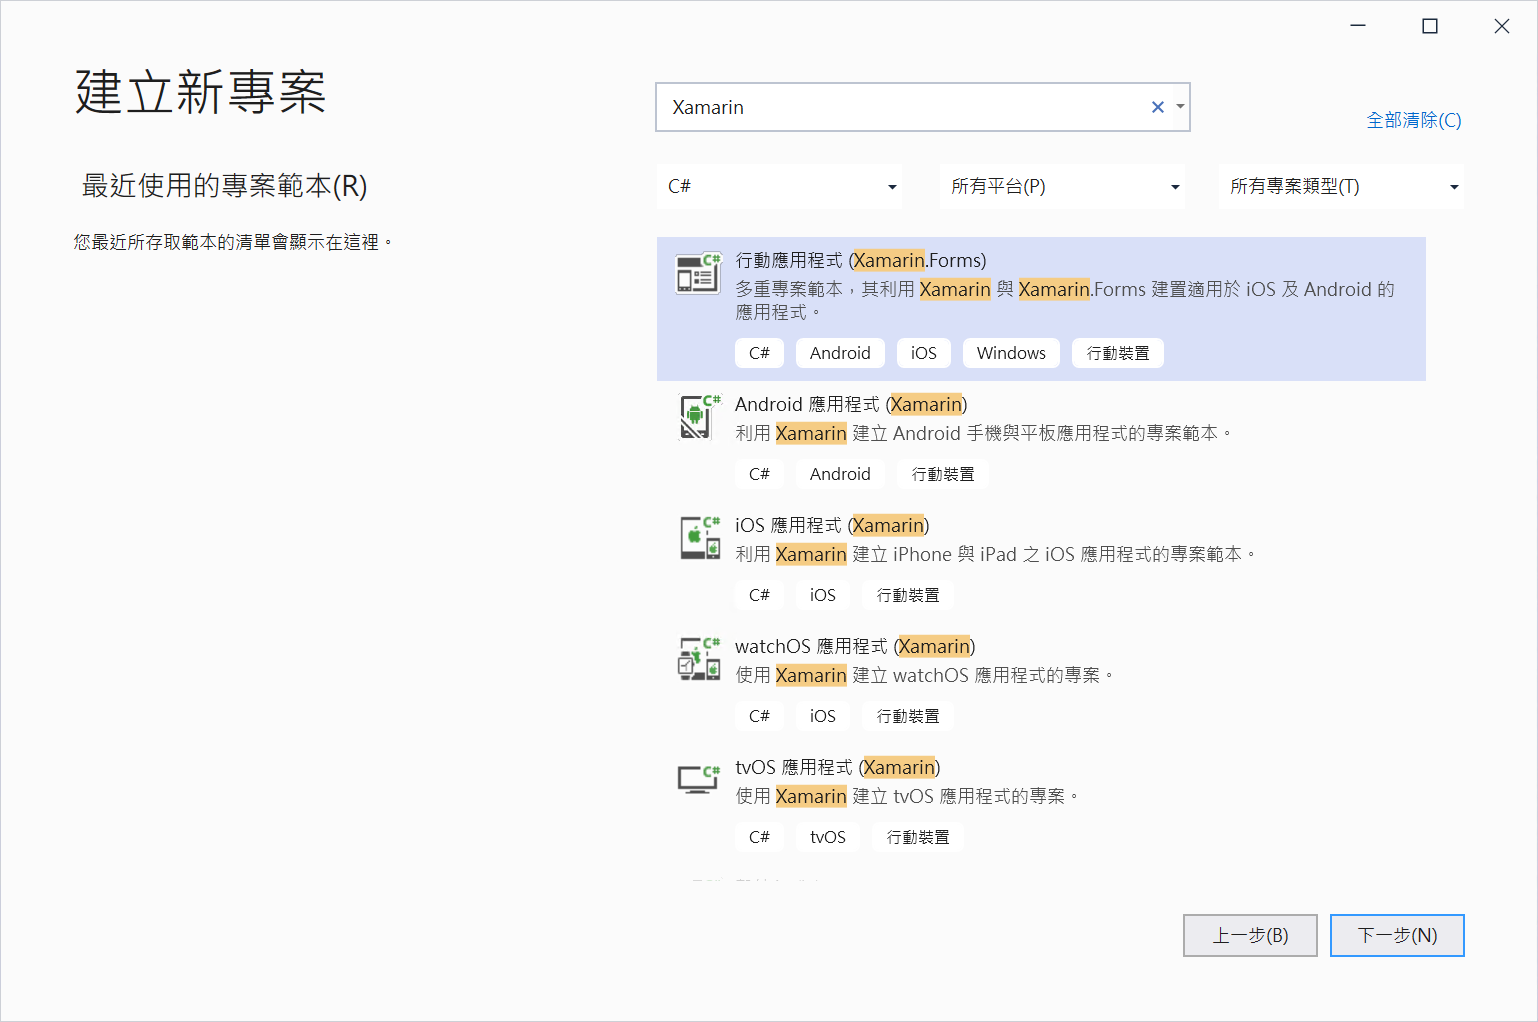 建立新專案
最近使用的專案範本(R)
您最近所存取範本的清單會顯示在這裡。
Xamarin
全部清除(C)
C#
所有平台(P)
所有專案類型(T)
行動應用程式 (Xamarin.Forms)
多重專案範本，其利用 Xamarin 與 Xamarin.Forms 建置適用於 iOS 及 Android 的
應用程式。
C# Android iOS Windows 行動裝置
Android 應用程式 (Xamarin)
利用 Xamarin 建立 Android 手機與平板應用程式的專案範本。
C# Android 行動裝置
iOS 應用程式 (Xamarin)
利用 Xamarin 建立 iPhone 與 iPad 之 iOS 應用程式的專案範本。
C# iOS 行動裝置
watchOS 應用程式 (Xamarin)
使用 Xamarin 建立 watchOS 應用程式的專案。
C# iOS 行動裝置
tvOS 應用程式 (Xamarin)
使用 Xamarin 建立 tvOS 應用程式的專案。
C# tvOS 行動裝置
上一步(B)
下一步(N)